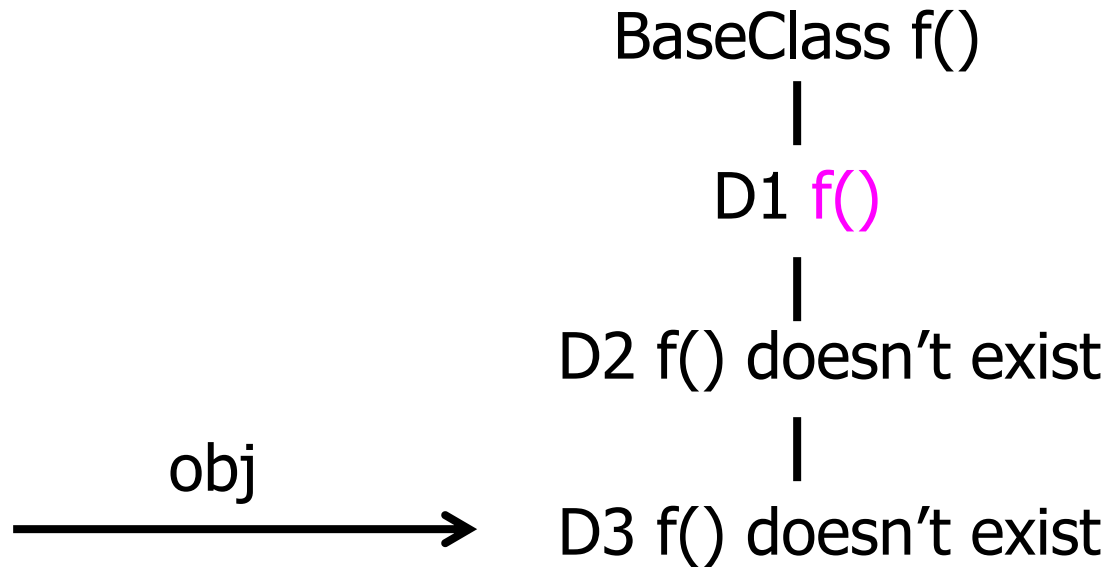 BaseClass f()
D1 f()
D2 f() doesn’t exist
obj
D3 f() doesn’t exist